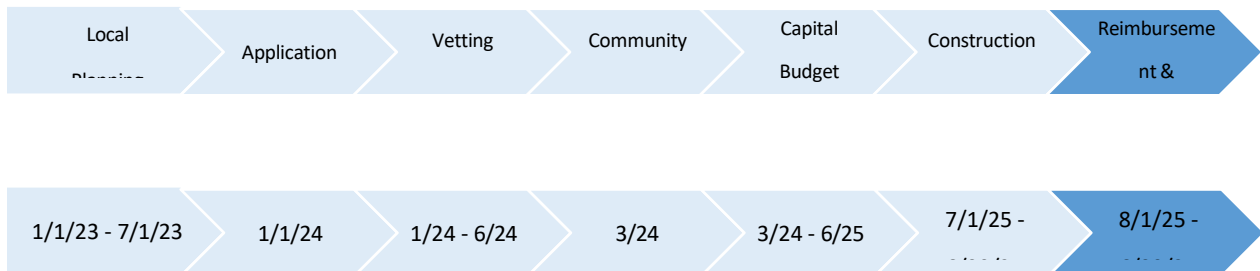 Local
Application
Vetting
Community
Capital
Budget
Construction
Reimburseme
nt &
1/1/23 - 7/1/23
1/1/24
1/24 - 6/24
3/24
3/24 - 6/25
7/1/25 -
8/1/25 -